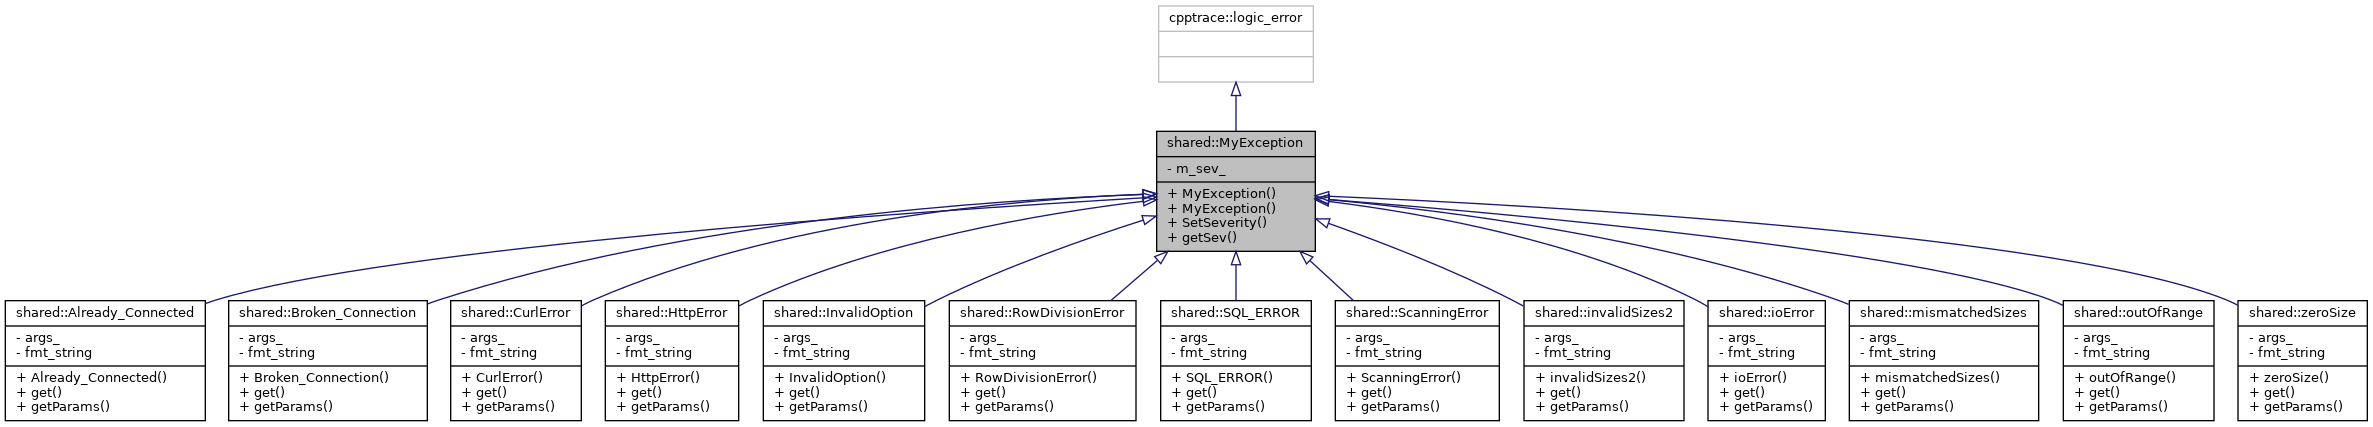 cpptrace::logic_error
shared::MyException
- m_sev_
+ MyException()
+ MyException()
+ SetSeverity()
+ getSev()
shared::Already_Connected
- args_
- fmt_string
+ Already_Connected()
+ get()
+ getParams()
shared::Broken_Connection
- args_
- fmt_string
+ Broken_Connection()
+ get()
+ getParams()
shared::CurlError
- args_
- fmt_string
+ CurlError()
+ get()
+ getParams()
shared::HttpError
- args_
- fmt_string
+ HttpError()
+ get()
+ getParams()
shared::InvalidOption
- args_
- fmt_string
+ InvalidOption()
+ get()
+ getParams()
shared::RowDivisionError
- args_
- fmt_string
+ RowDivisionError()
+ get()
+ getParams()
shared::SQL_ERROR
- args_
- fmt_string
+ SQL_ERROR()
+ get()
+ getParams()
shared::ScanningError
- args_
- fmt_string
+ ScanningError()
+ get()
+ getParams()
shared::invalidSizes2
- args_
- fmt_string
+ invalidSizes2()
+ get()
+ getParams()
shared::ioError
- args_
- fmt_string
+ ioError()
+ get()
+ getParams()
shared::mismatchedSizes
- args_
- fmt_string
+ mismatchedSizes()
+ get()
+ getParams()
shared::outOfRange
- args_
- fmt_string
+ outOfRange()
+ get()
+ getParams()
shared::zeroSize
- args_
- fmt_string
+ zeroSize()
+ get()
+ getParams()